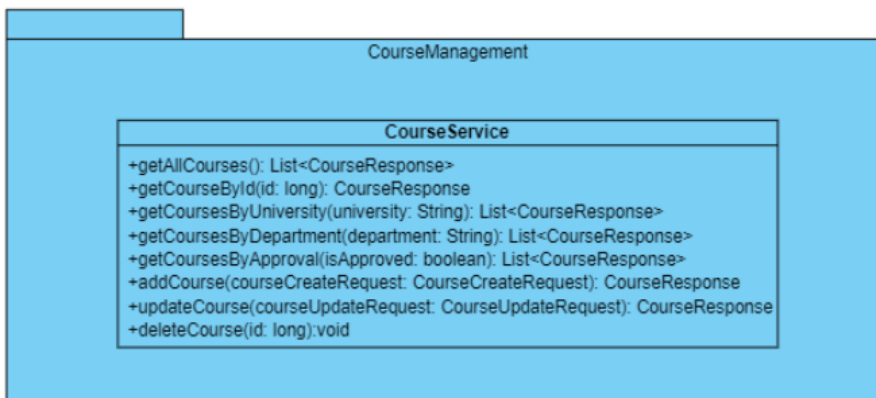 CourseManagement
CourseService
+getAllCourses(): List<CourseResponse>
+getCourseById(id: long): CourseResponse
+getCoursesByUniversity(university: String): List<CourseResponse>
+getCoursesByDepartment(department: String): List<CourseResponse>
+getCoursesByApproval(isApproved: boolean): List<CourseResponse>
+addCourse(courseCreateRequest: CourseCreateRequest): CourseResponse
+updateCourse(courseUpdateRequest: CourseUpdateRequest): CourseResponse
+deleteCourse(id: long):void